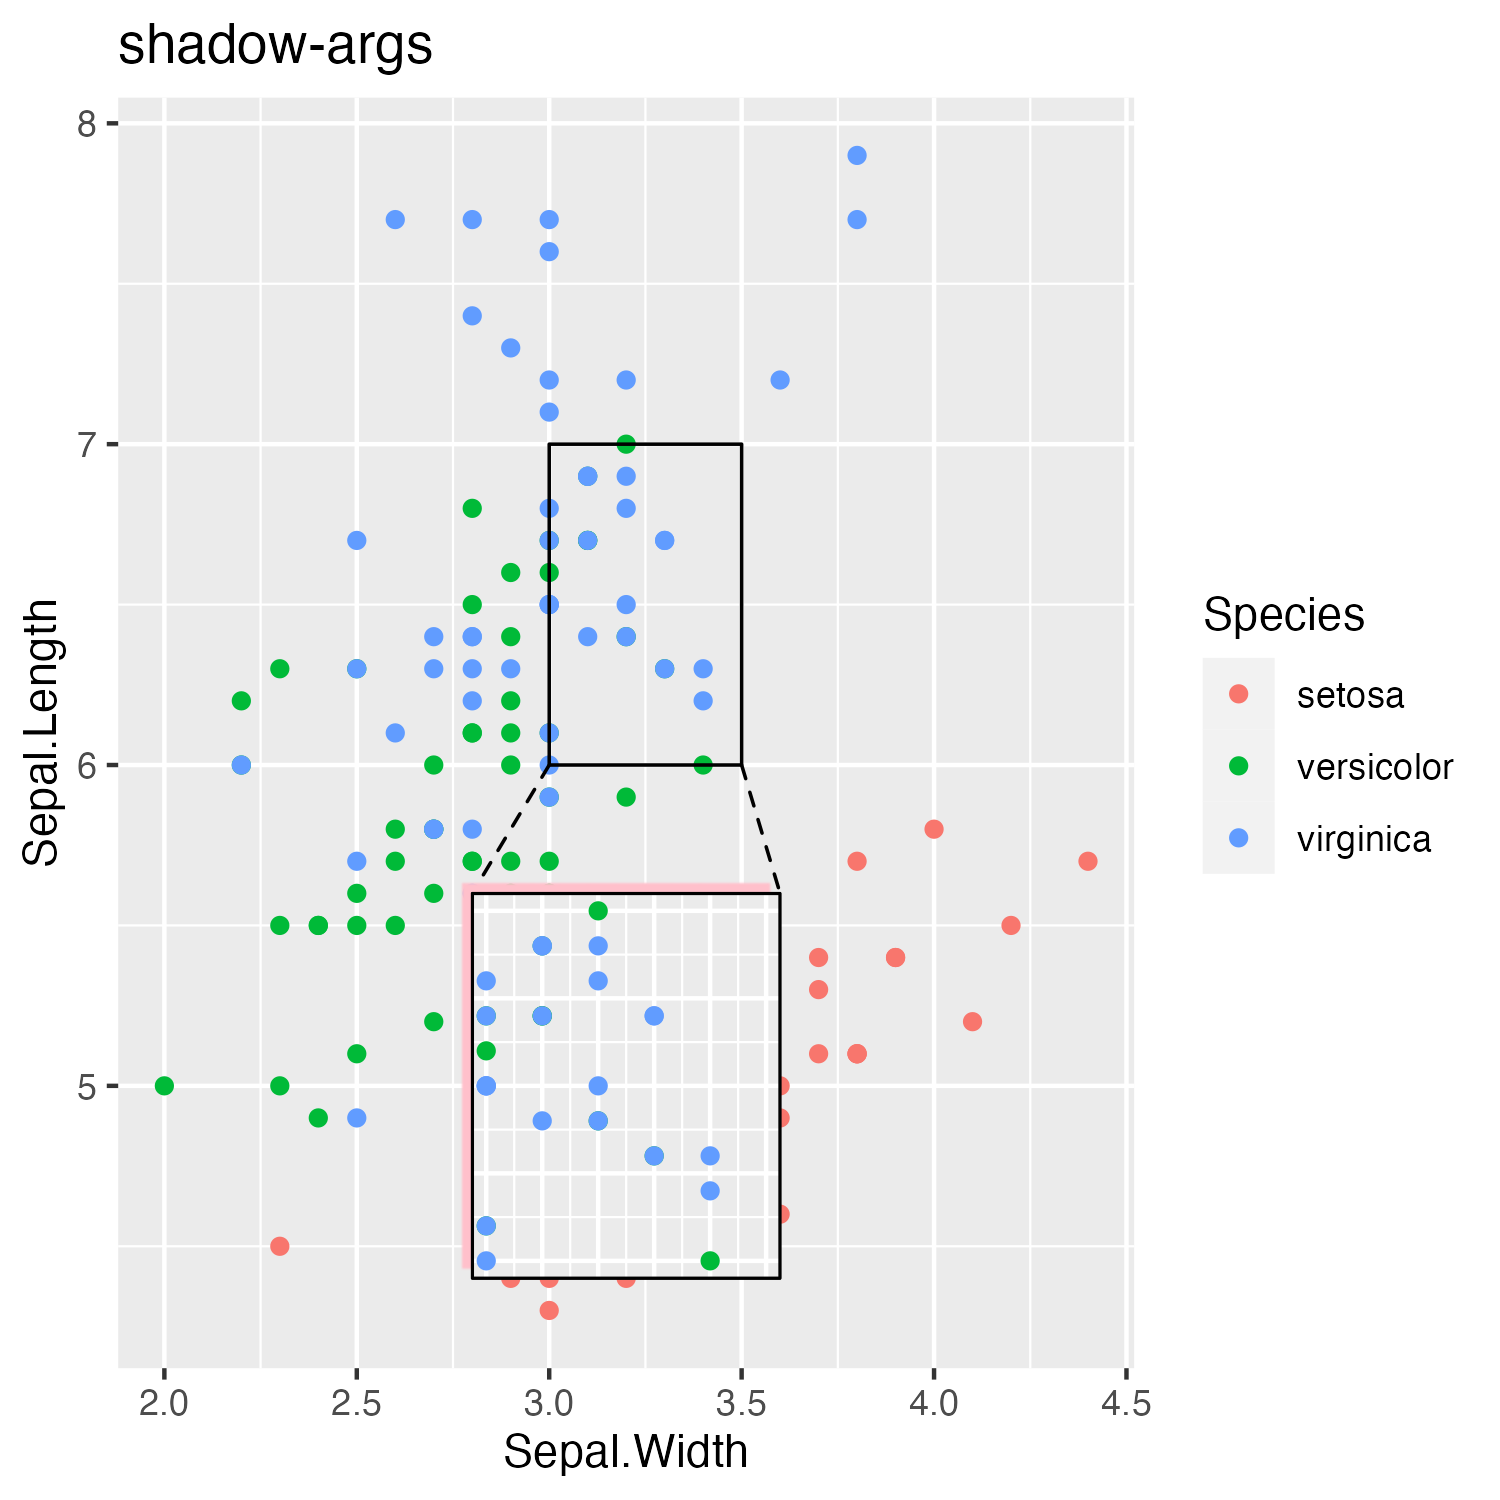 shadow-args
8
7
6
5
2.0 2.5 3.0 3.5 4.0 4.5
Sepal.Width
Sepal.Length
Species
setosa
versicolor
virginica